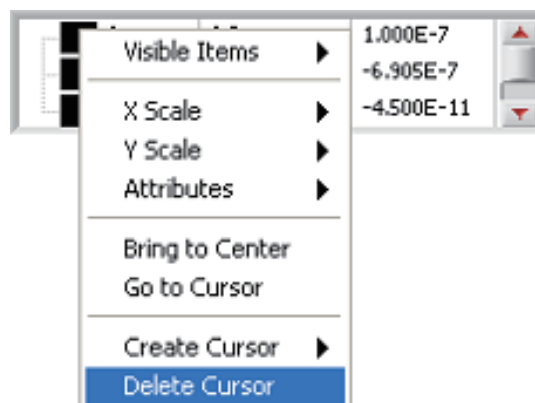 1.000E-7
Visible Items
-6.905E-7
X Scale
-4.500E-11
Y Scale
Attributes
Bring to Center
Go to Cursor
Create Cursor
Delete Cursor